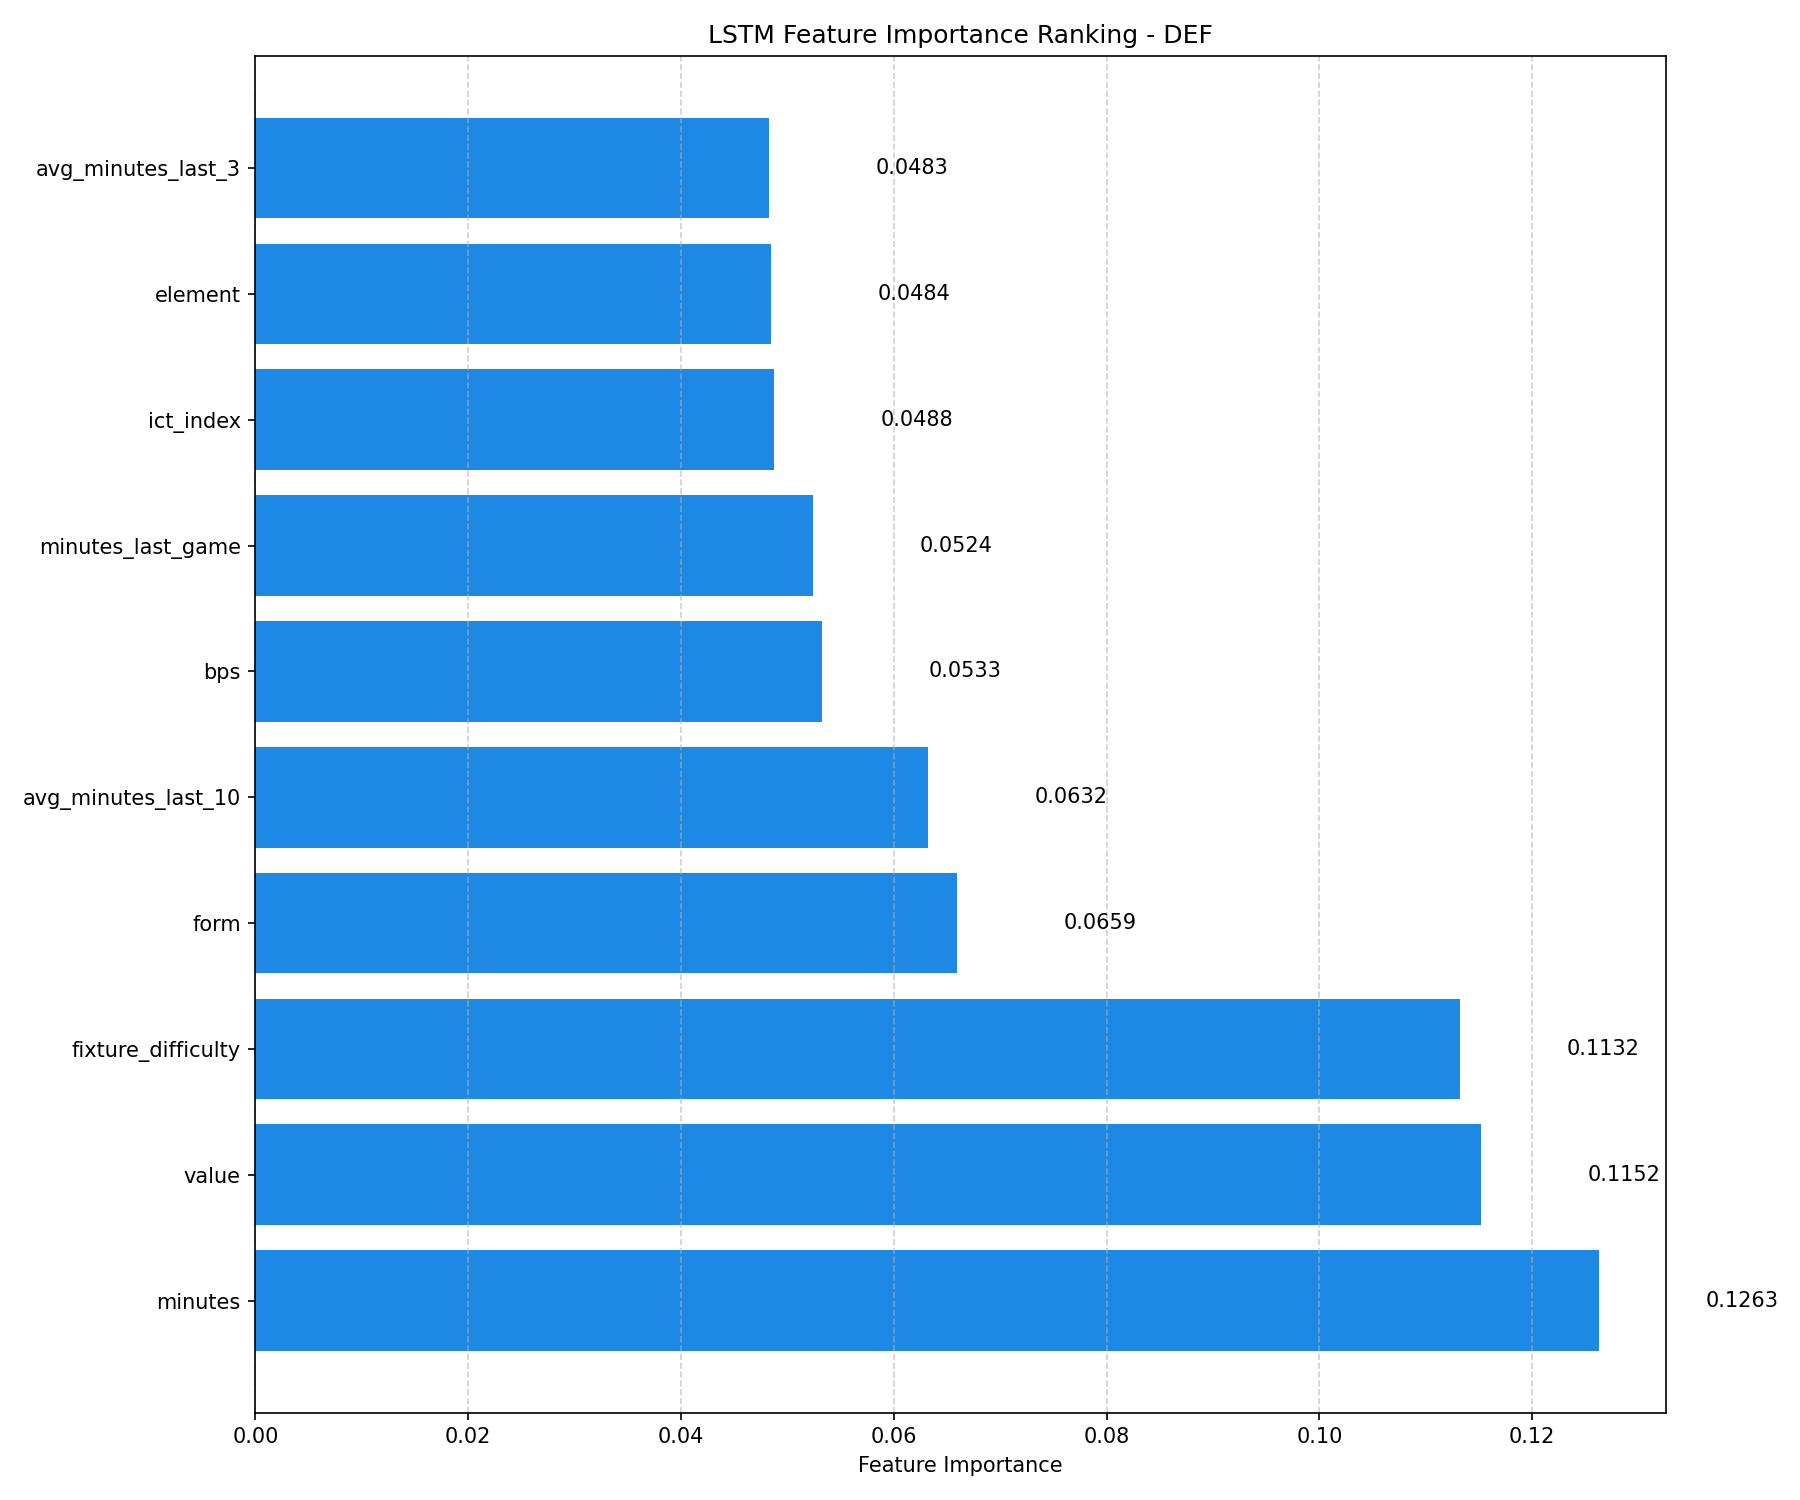 LSTM Feature Importance Ranking - DEF
avg_minutes_last_3 0.0483
element 0.0484
ict_index 0.0488
minutes_last_game 0.0524
bps 0.0533
avg_minutes_last_10 0.0632
form 0.0659
fixture_difficulty 0.1132
value 0.1152
minutes 0.1263
0.00 0.02 0.04 0.06 0.08 0.10 0.12
Feature Importance